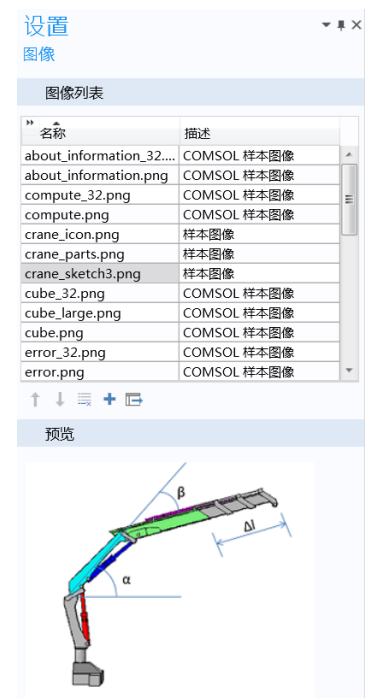 设置
图像
图像列表
名称 描述
about_information_32.... COMSOL 样本图像
about_information.png COMSOL 样本图像
compute_32.png COMSOL 样本图像
compute.png COMSOL 样本图像
crane_icon.png 样本图像
crane_parts.png 样本图像
crane_sketch3.png 样本图像
cube_32.png COMSOL 样本图像
cube_large.png COMSOL 样本图像
cube.png COMSOL 样本图像
error_32.png COMSOL 样本图像
error.png COMSOL 样本图像
预览
β
Δl
α